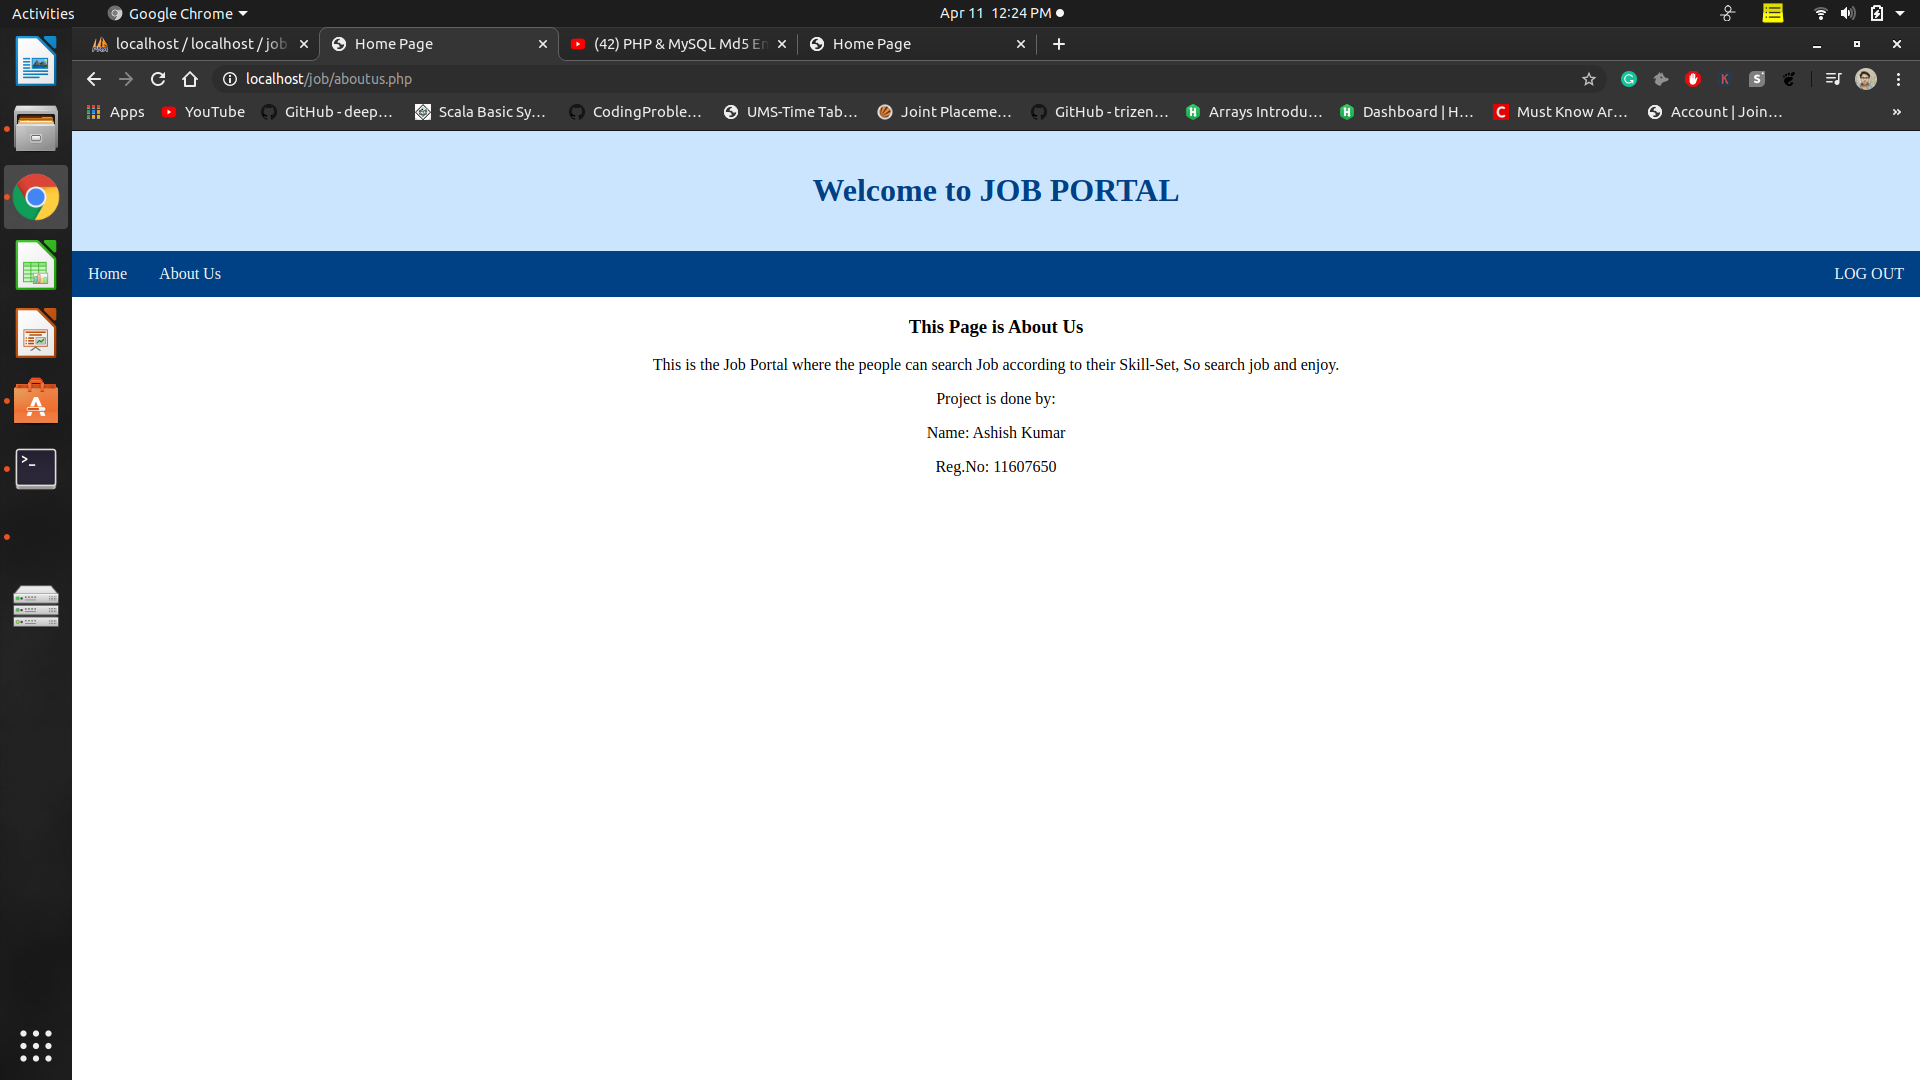 Activities
Google Chrome
Apr 11 12:24 PM
localhost / localhost / job
Home Page
(42) PHP & MySQL Md5 En
Home Page
localhost/job/aboutus.php
Apps
YouTube
GitHub - deep...
Scala Basic Sy...
CodingProble...
UMS-Time Tab...
Joint Placeme...
GitHub - trizen...
Arrays Introdu...
Dashboard | H...
Must Know Ar...
Account | Join...
»
Welcome to JOB PORTAL
Home
About Us
LOG OUT
This Page is About Us
This is the Job Portal where the people can search Job according to their Skill-Set, So search job and enjoy.
Project is done by:
Name: Ashish Kumar
Reg.No: 11607650